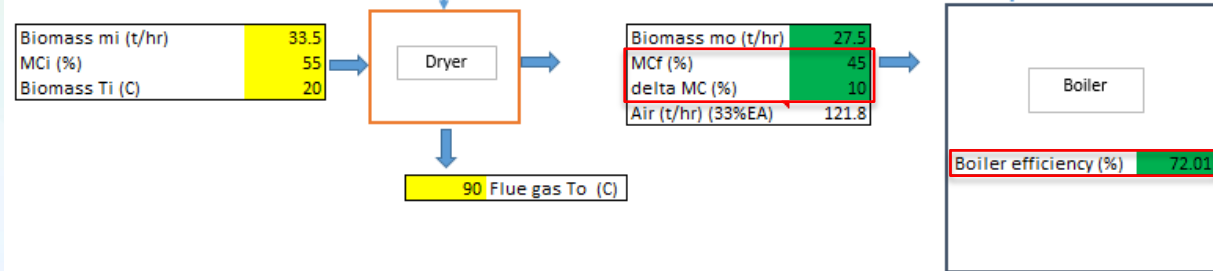 Biomass mi (t/hr) 33.5
MCi (%) 55
Biomass Ti (C) 20
Dryer
Biomass mo (t/hr) 27.5
MCf (%) 45
delta MC (%) 10
Air (t/hr) (33%EA) 121.8
Boiler
Boiler efficiency (%) 72.01
90 Flue gas To (C)